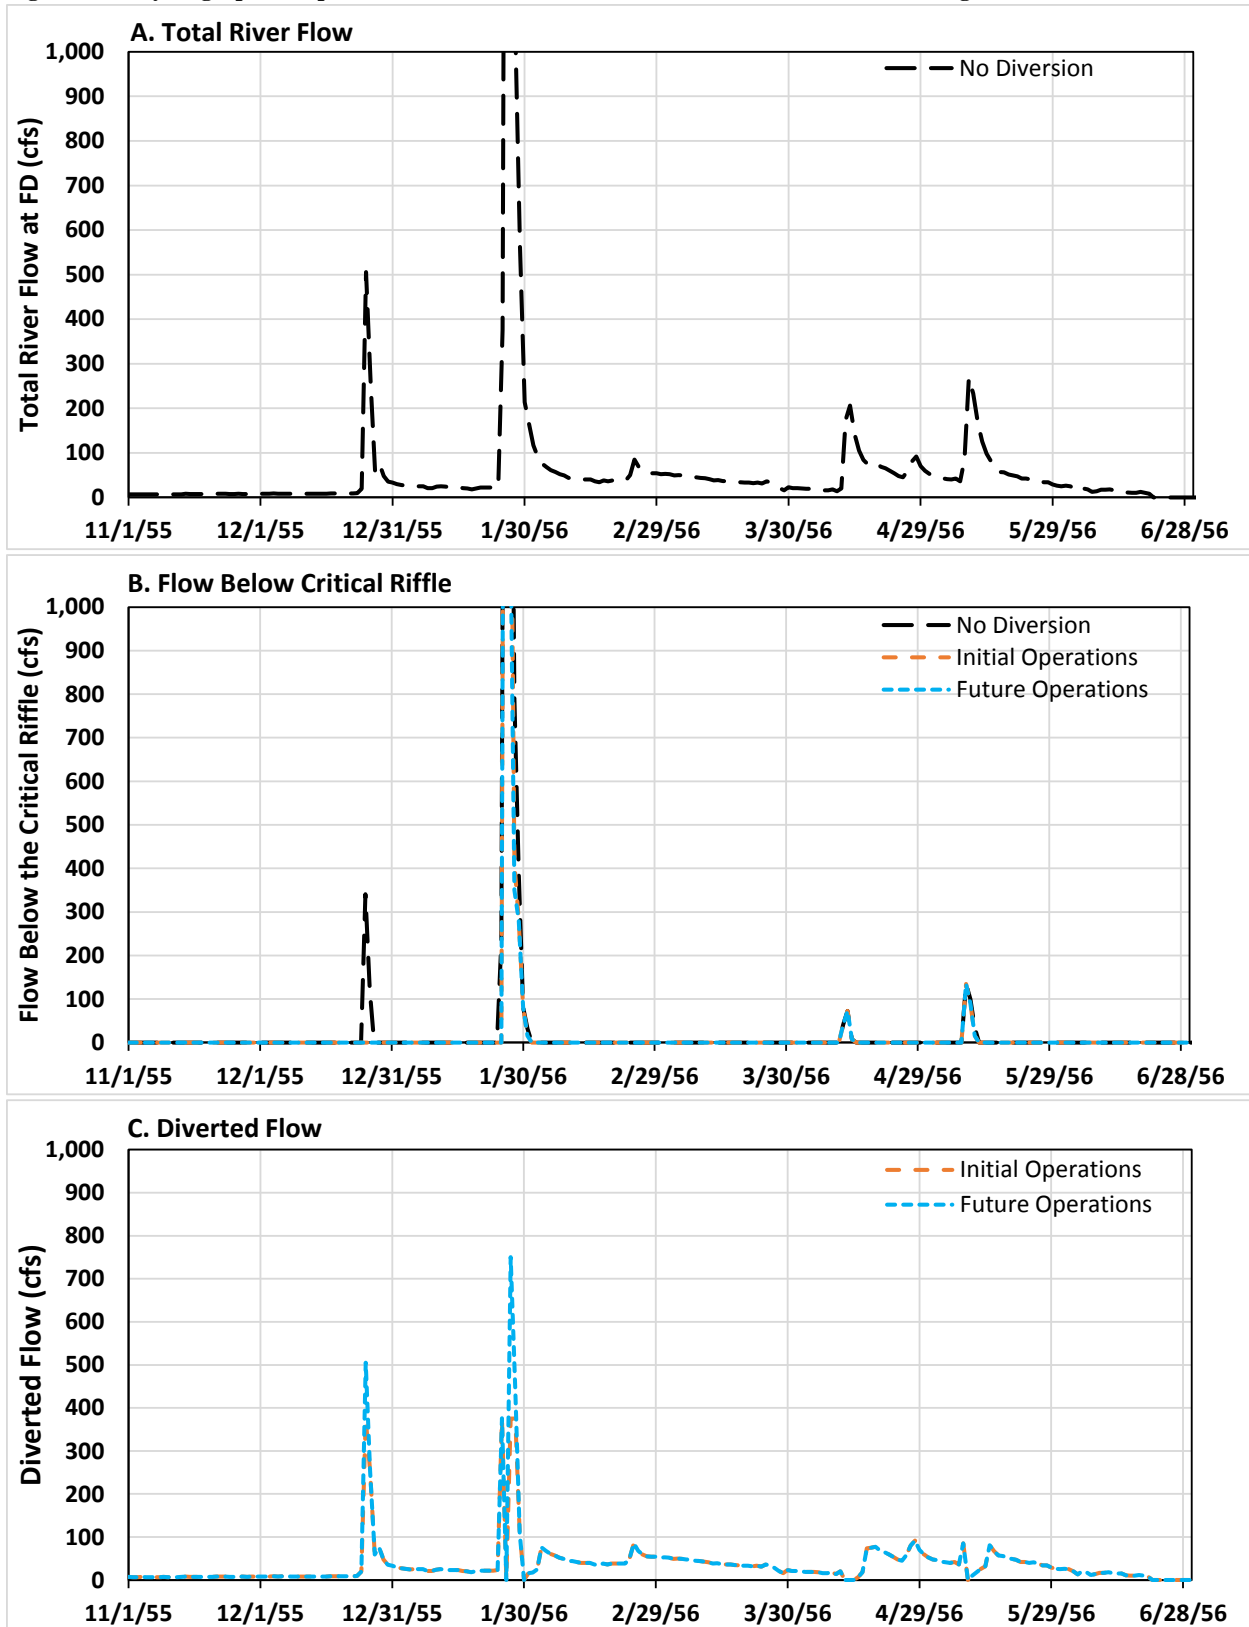 A. Total River Flow
No Diversion
Total River Flow at FD (cfs)
1,000
900
800
700
600
500
400
300
200
100
0
11/1/55 12/1/55 12/31/55 1/30/56 2/29/56 3/30/56 4/29/56 5/29/56 6/28/56
B. Flow Below Critical Riffle
No Diversion
Initial Operations
Future Operations
Flow Below the Critical Riffle (cfs)
1,000
900
800
700
600
500
400
300
200
100
0
11/1/55 12/1/55 12/31/55 1/30/56 2/29/56 3/30/56 4/29/56 5/29/56 6/28/56
C. Diverted Flow
Initial Operations
Future Operations
Diverted Flow (cfs)
1,000
900
800
700
600
500
400
300
200
100
0
11/1/55 12/1/55 12/31/55 1/30/56 2/29/56 3/30/56 4/29/56 5/29/56 6/28/56